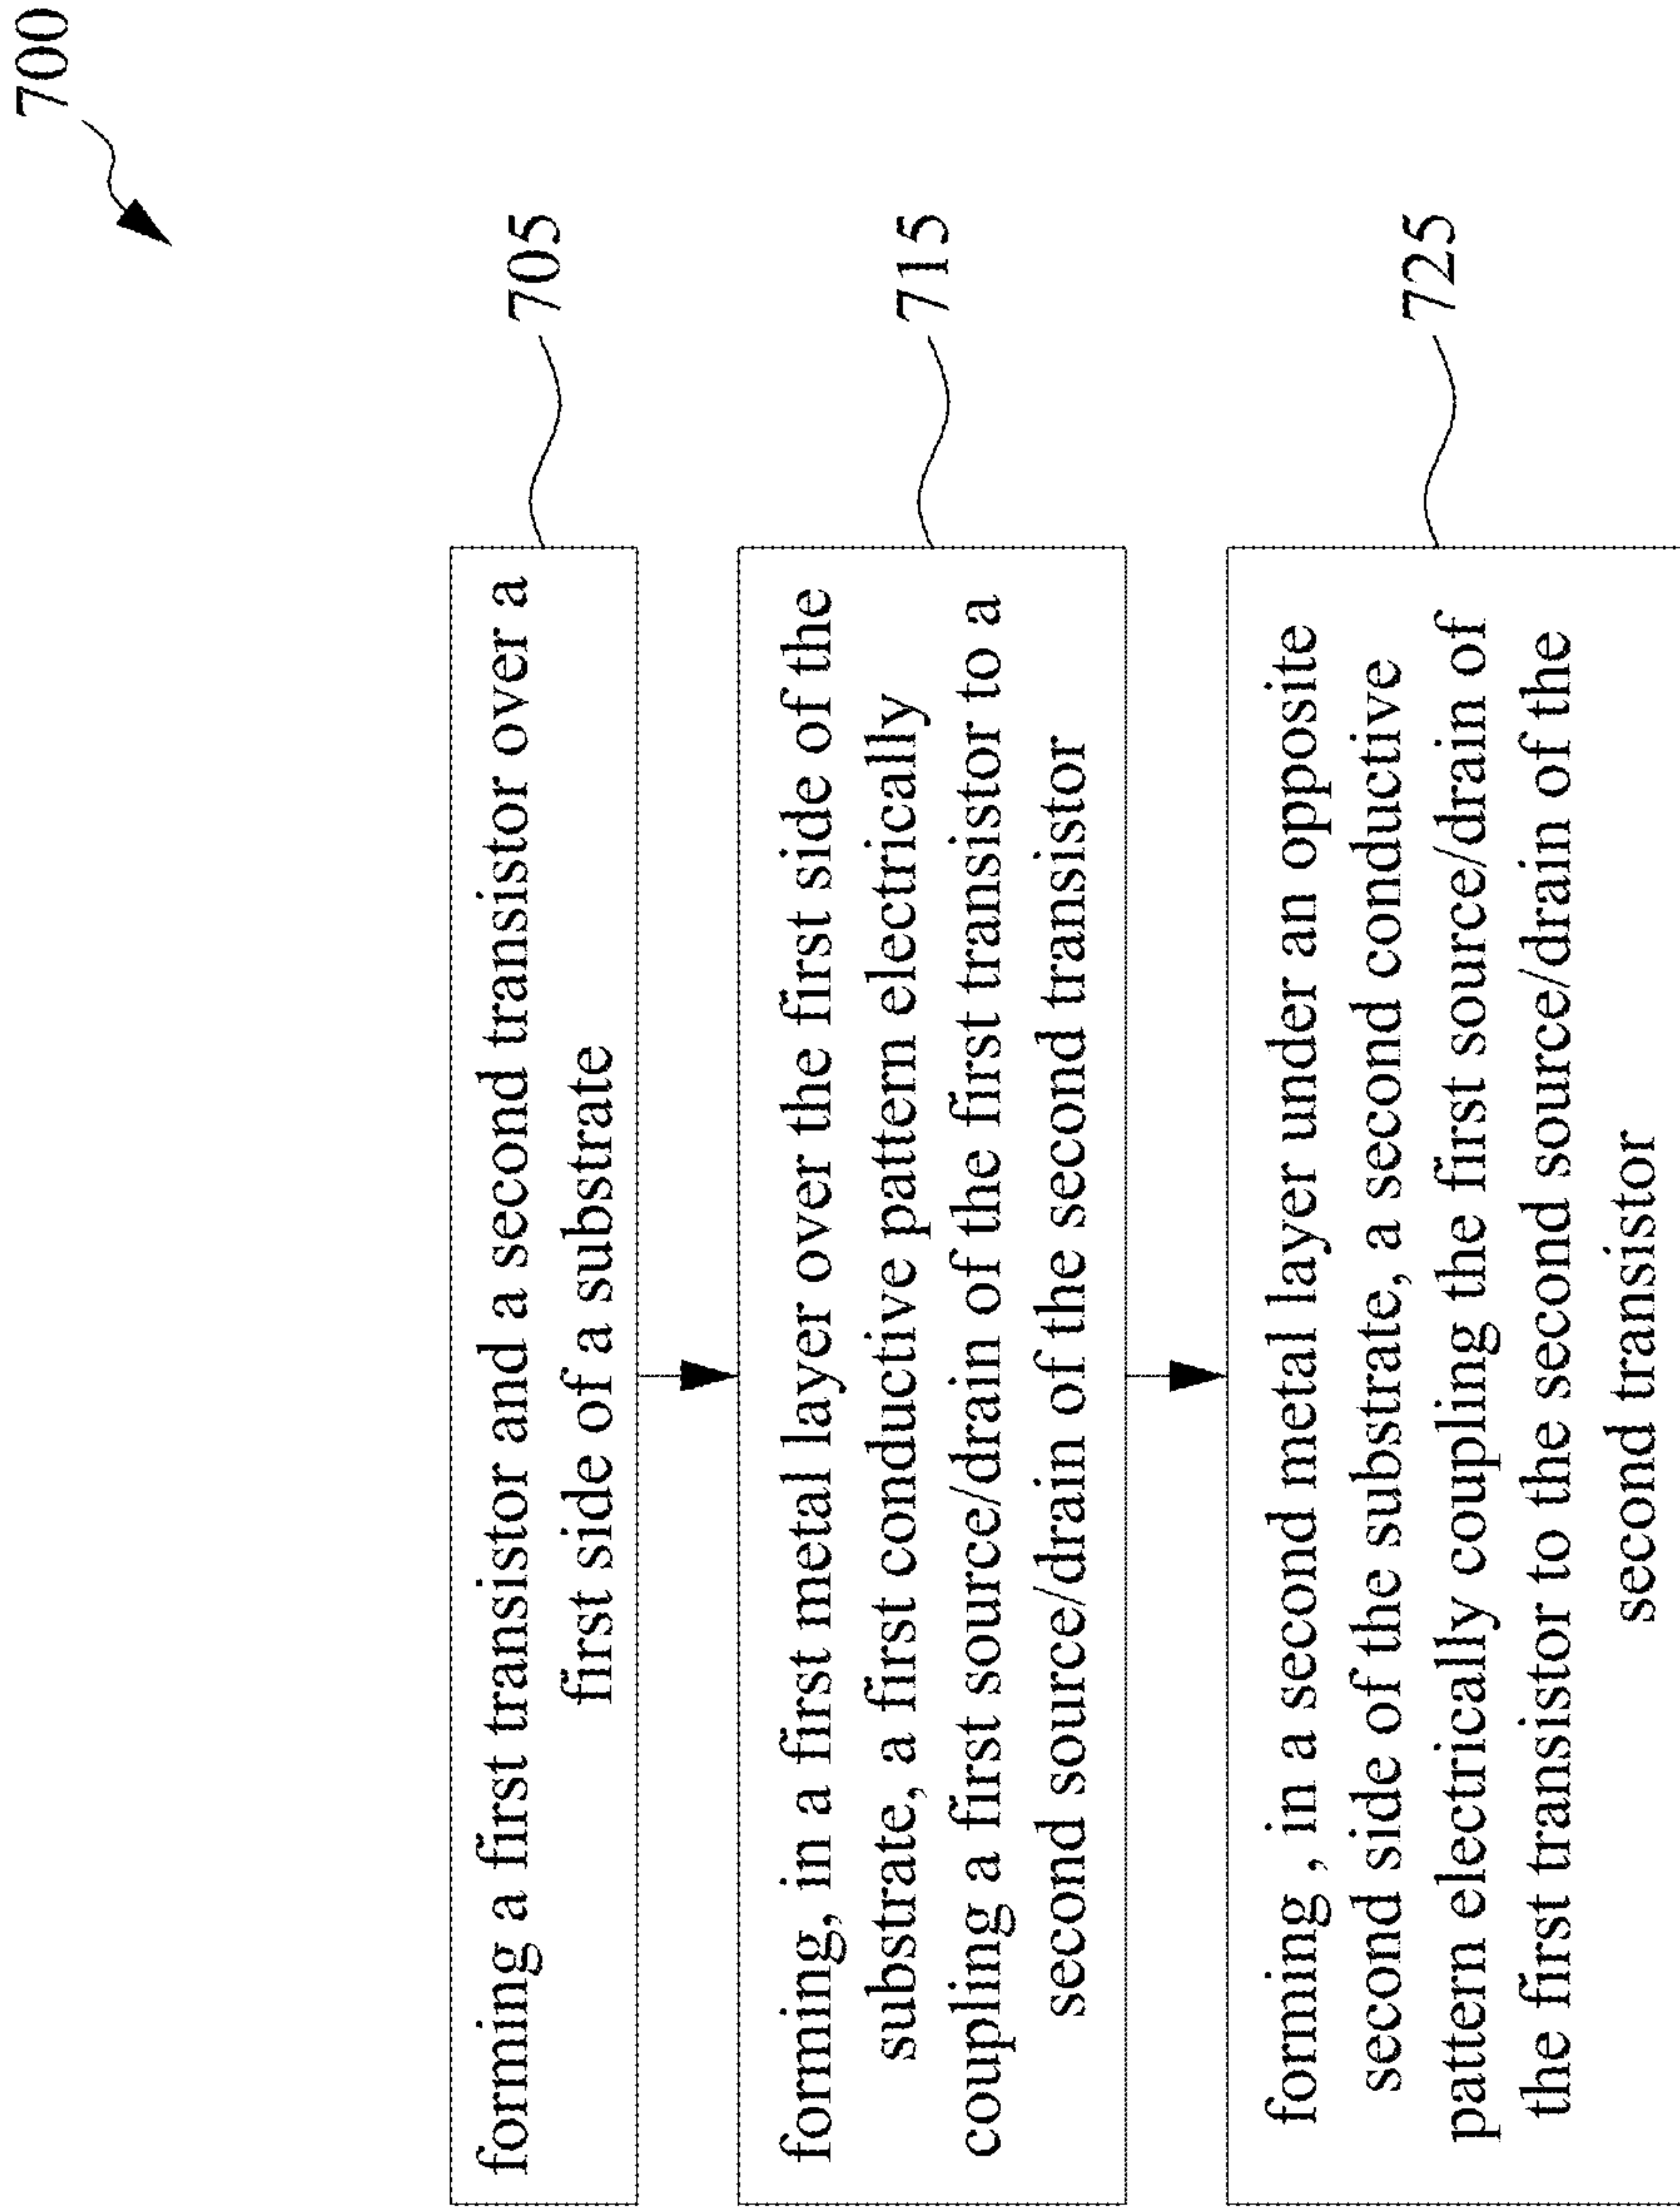 700
forming a first transistor and a second transistor over a
first side of a substrate
705
forming, in a first metal layer over the first side of the
substrate, a first conductive pattern electrically
coupling a first source/drain of the first transistor to a
second source/drain of the second transistor
715
forming , in a second metal layer under an opposite
second side of the substrate, a second conductive
pattern electrically coupling the first source/drain of
the first transistor to the second source/drain of the
second transistor
725